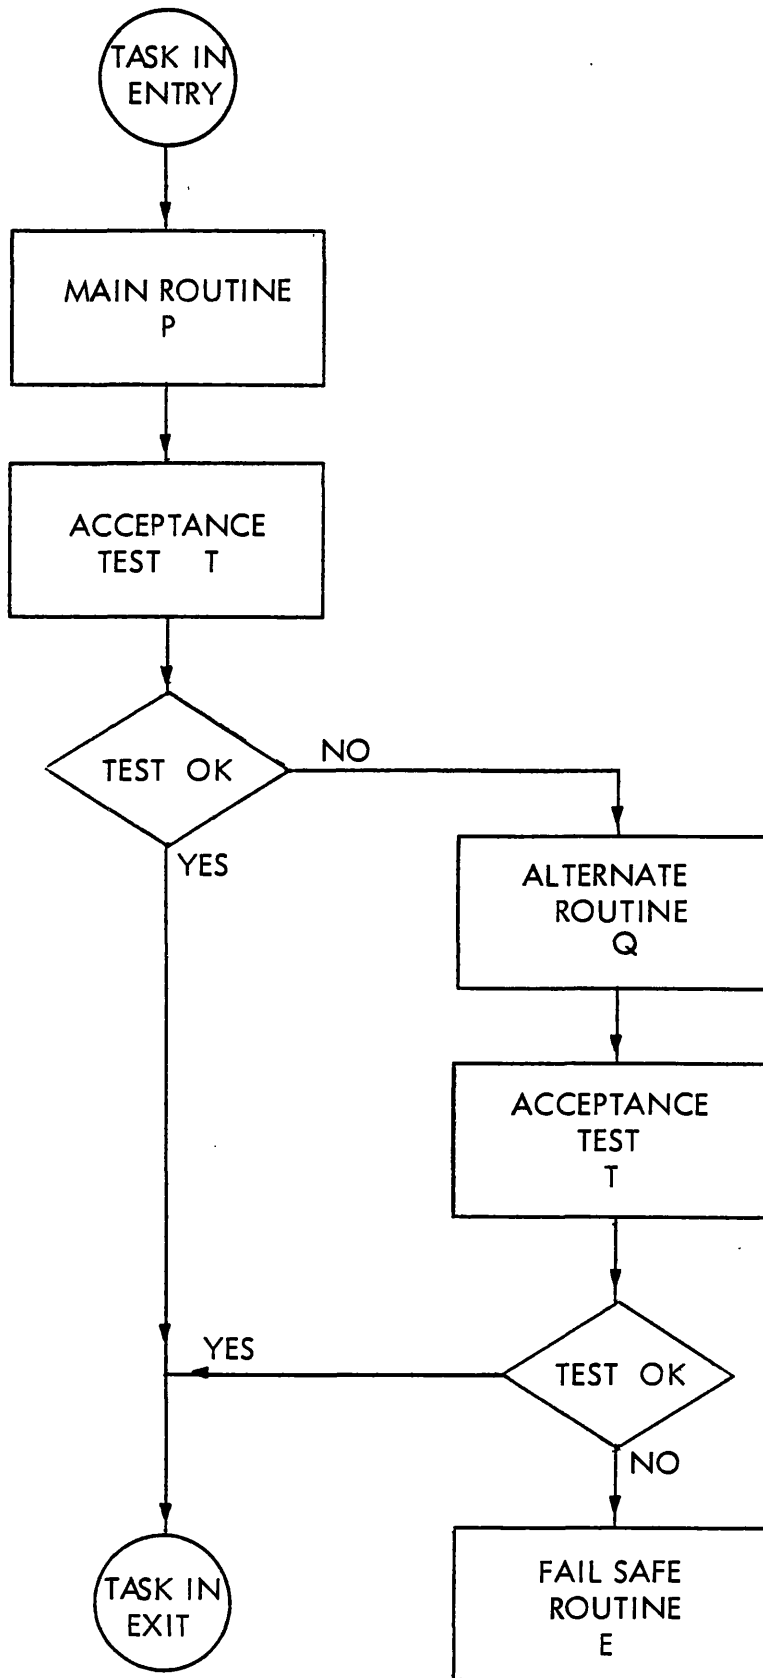 TASK IN
ENTRY
MAIN ROUTINE
P
ACCEPTANCE
TEST T
TEST OK
NO
YES
ALTERNATE
ROUTINE
Q
ACCEPTANCE
TEST
T
YES
TEST OK
NO
TASK IN
EXIT
FAIL SAFE
ROUTINE
E